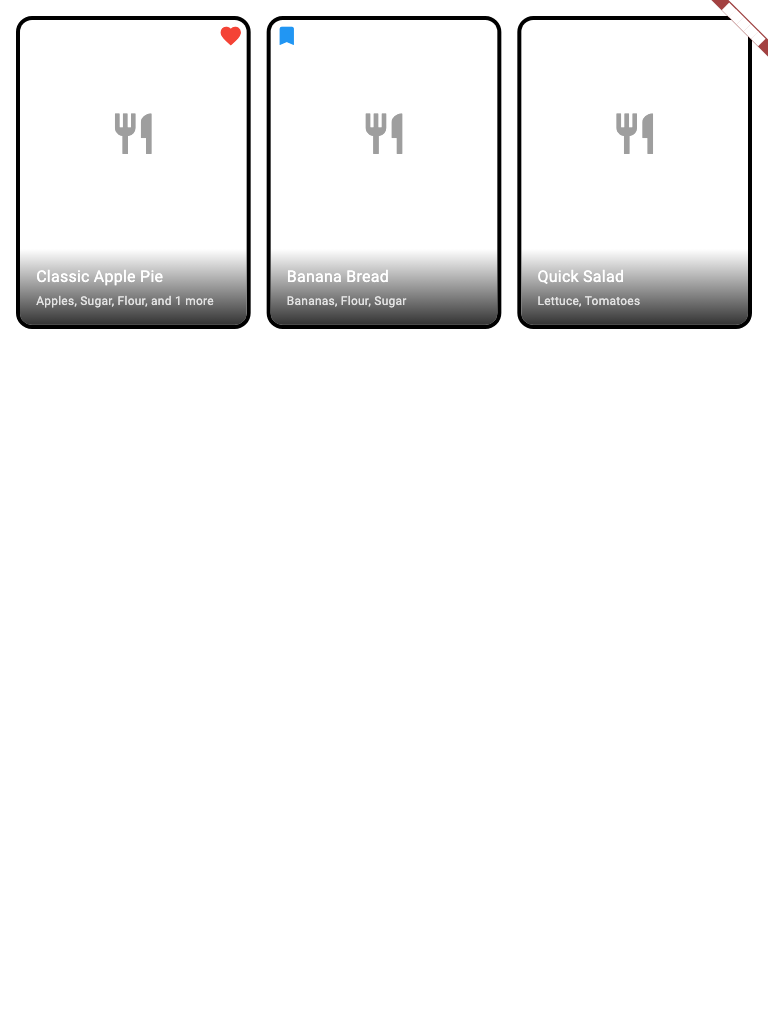 Classic Apple Pie
Apples, Sugar, Flour, and 1 more
Banana Bread
Bananas, Flour, Sugar
Quick Salad
Lettuce, Tomatoes